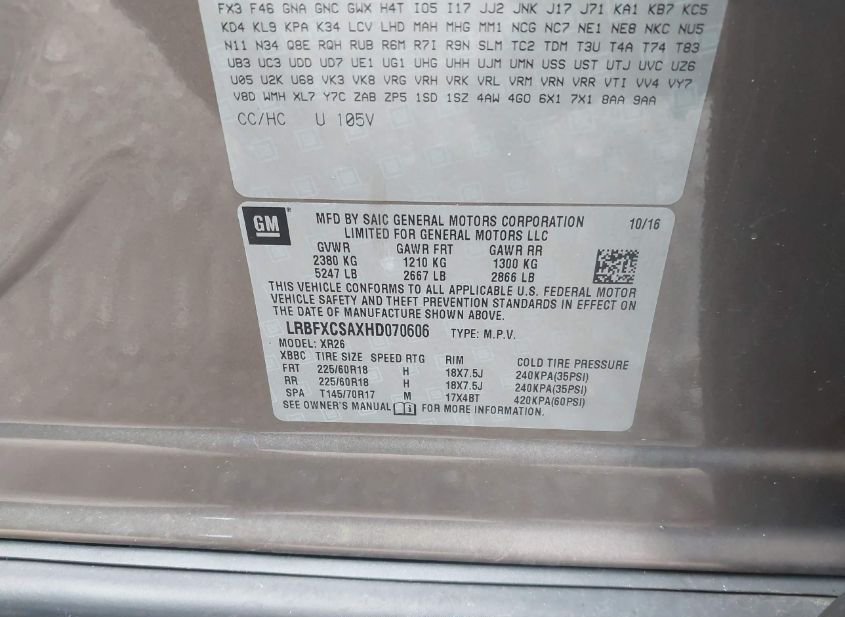 FX3 F46 GNA GNC GWX H4T IO5 I17 JJ2 JNK J17 J71 KA1 KB7 KC5
KD4 KL9 KPA K34 LCV LHD MAH MHG MM1 NCG NC7 NE1 NE8 NKC NU5
N11 N34 Q8E RQH RUB R6M R7I R9N SLM TC2 TDM T3U T4A T74 T83
UB3 UC3 UDD UD7 UE1 UG1 UGH UHH UJM UMN USS UST UTJ UVC UZ6
U05 U2K U68 VK3 VK8 VRG VRH VRK VRL VRM VRN VRR VTI VV4 VY7
V8D WMH XL7 Y7C ZAB ZP5 1SD 1SZ 4AW 4GO 6X1 7X1 8AA 9AA
CC/HC U 105V
GM ® MFD BY SAIC GENERAL MOTORS CORPORATION 10/16
LIMITED FOR GENERAL MOTORS LLC
GVWR GAWR FRT GAWR RR
2380 KG 1210 KG 1300 KG
5247 LB 2667 LB 2866 LB
THIS VEHICLE CONFORMS TO ALL APPLICABLE U.S. FEDERAL MOTOR
VEHICLE SAFETY AND THEFT PREVENTION STANDARDS IN EFFECT ON
THE DATE OF MANUFACTURE SHOWN ABOVE.
LRBFXCSAXHD070606 TYPE: M.P.V.
MODEL: XR26
XBBC TIRE SIZE SPEED RTG RIM COLD TIRE PRESSURE
FRT 225/60R18 H 18X7.5J 240KPA(35PSI)
RR 225/60R18 H 18X7.5J 240KPA(35PSI)
SPA T145/70R17 M 17X4BT 420KPA(60PSI)
SEE OWNER'S MANUAL FOR MORE INFORMATION.